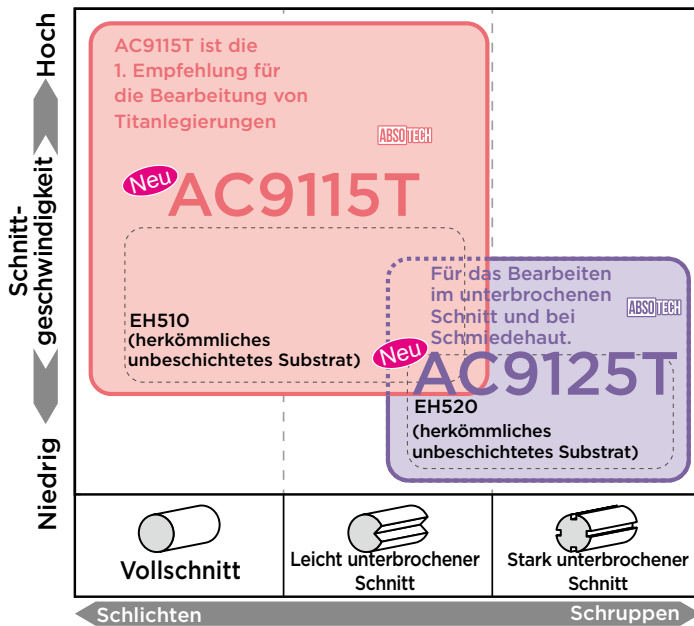 Hoch
Schnitt-
geschwindigkeit
Niedrig
AC9115T ist die
1. Empfehlung für
die Bearbeitung von
Titanlegierungen
ABSOTECH
Neu
AC9115T
EH510
(herkömmliches
unbeschichtetes Substrat)
Für das Bearbeiten
im unterbrochenen
Schnitt und bei
Schmiedehaut.
ABSOTECH
Neu
AC9125T
EH520
(herkömmliches
unbeschichtetes Substrat)
Vollschnitt
Leicht unterbrochener
Schnitt
Stark unterbrochener
Schnitt
Schlichten
Schruppen